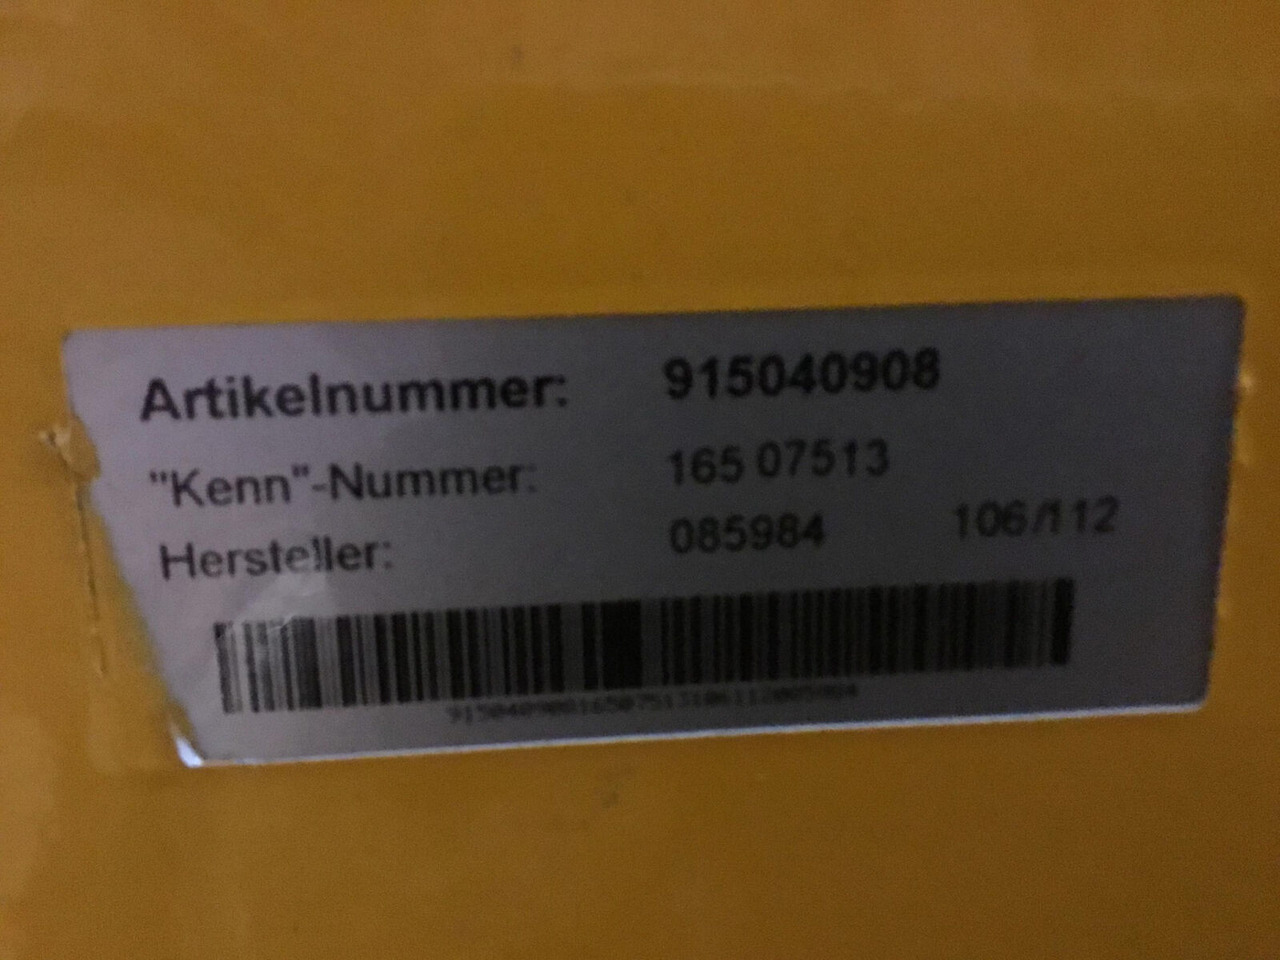 Artikelnummer: 915040908
"Kenn"-Nummer: 165 07513
Hersteller: 085984 106/112